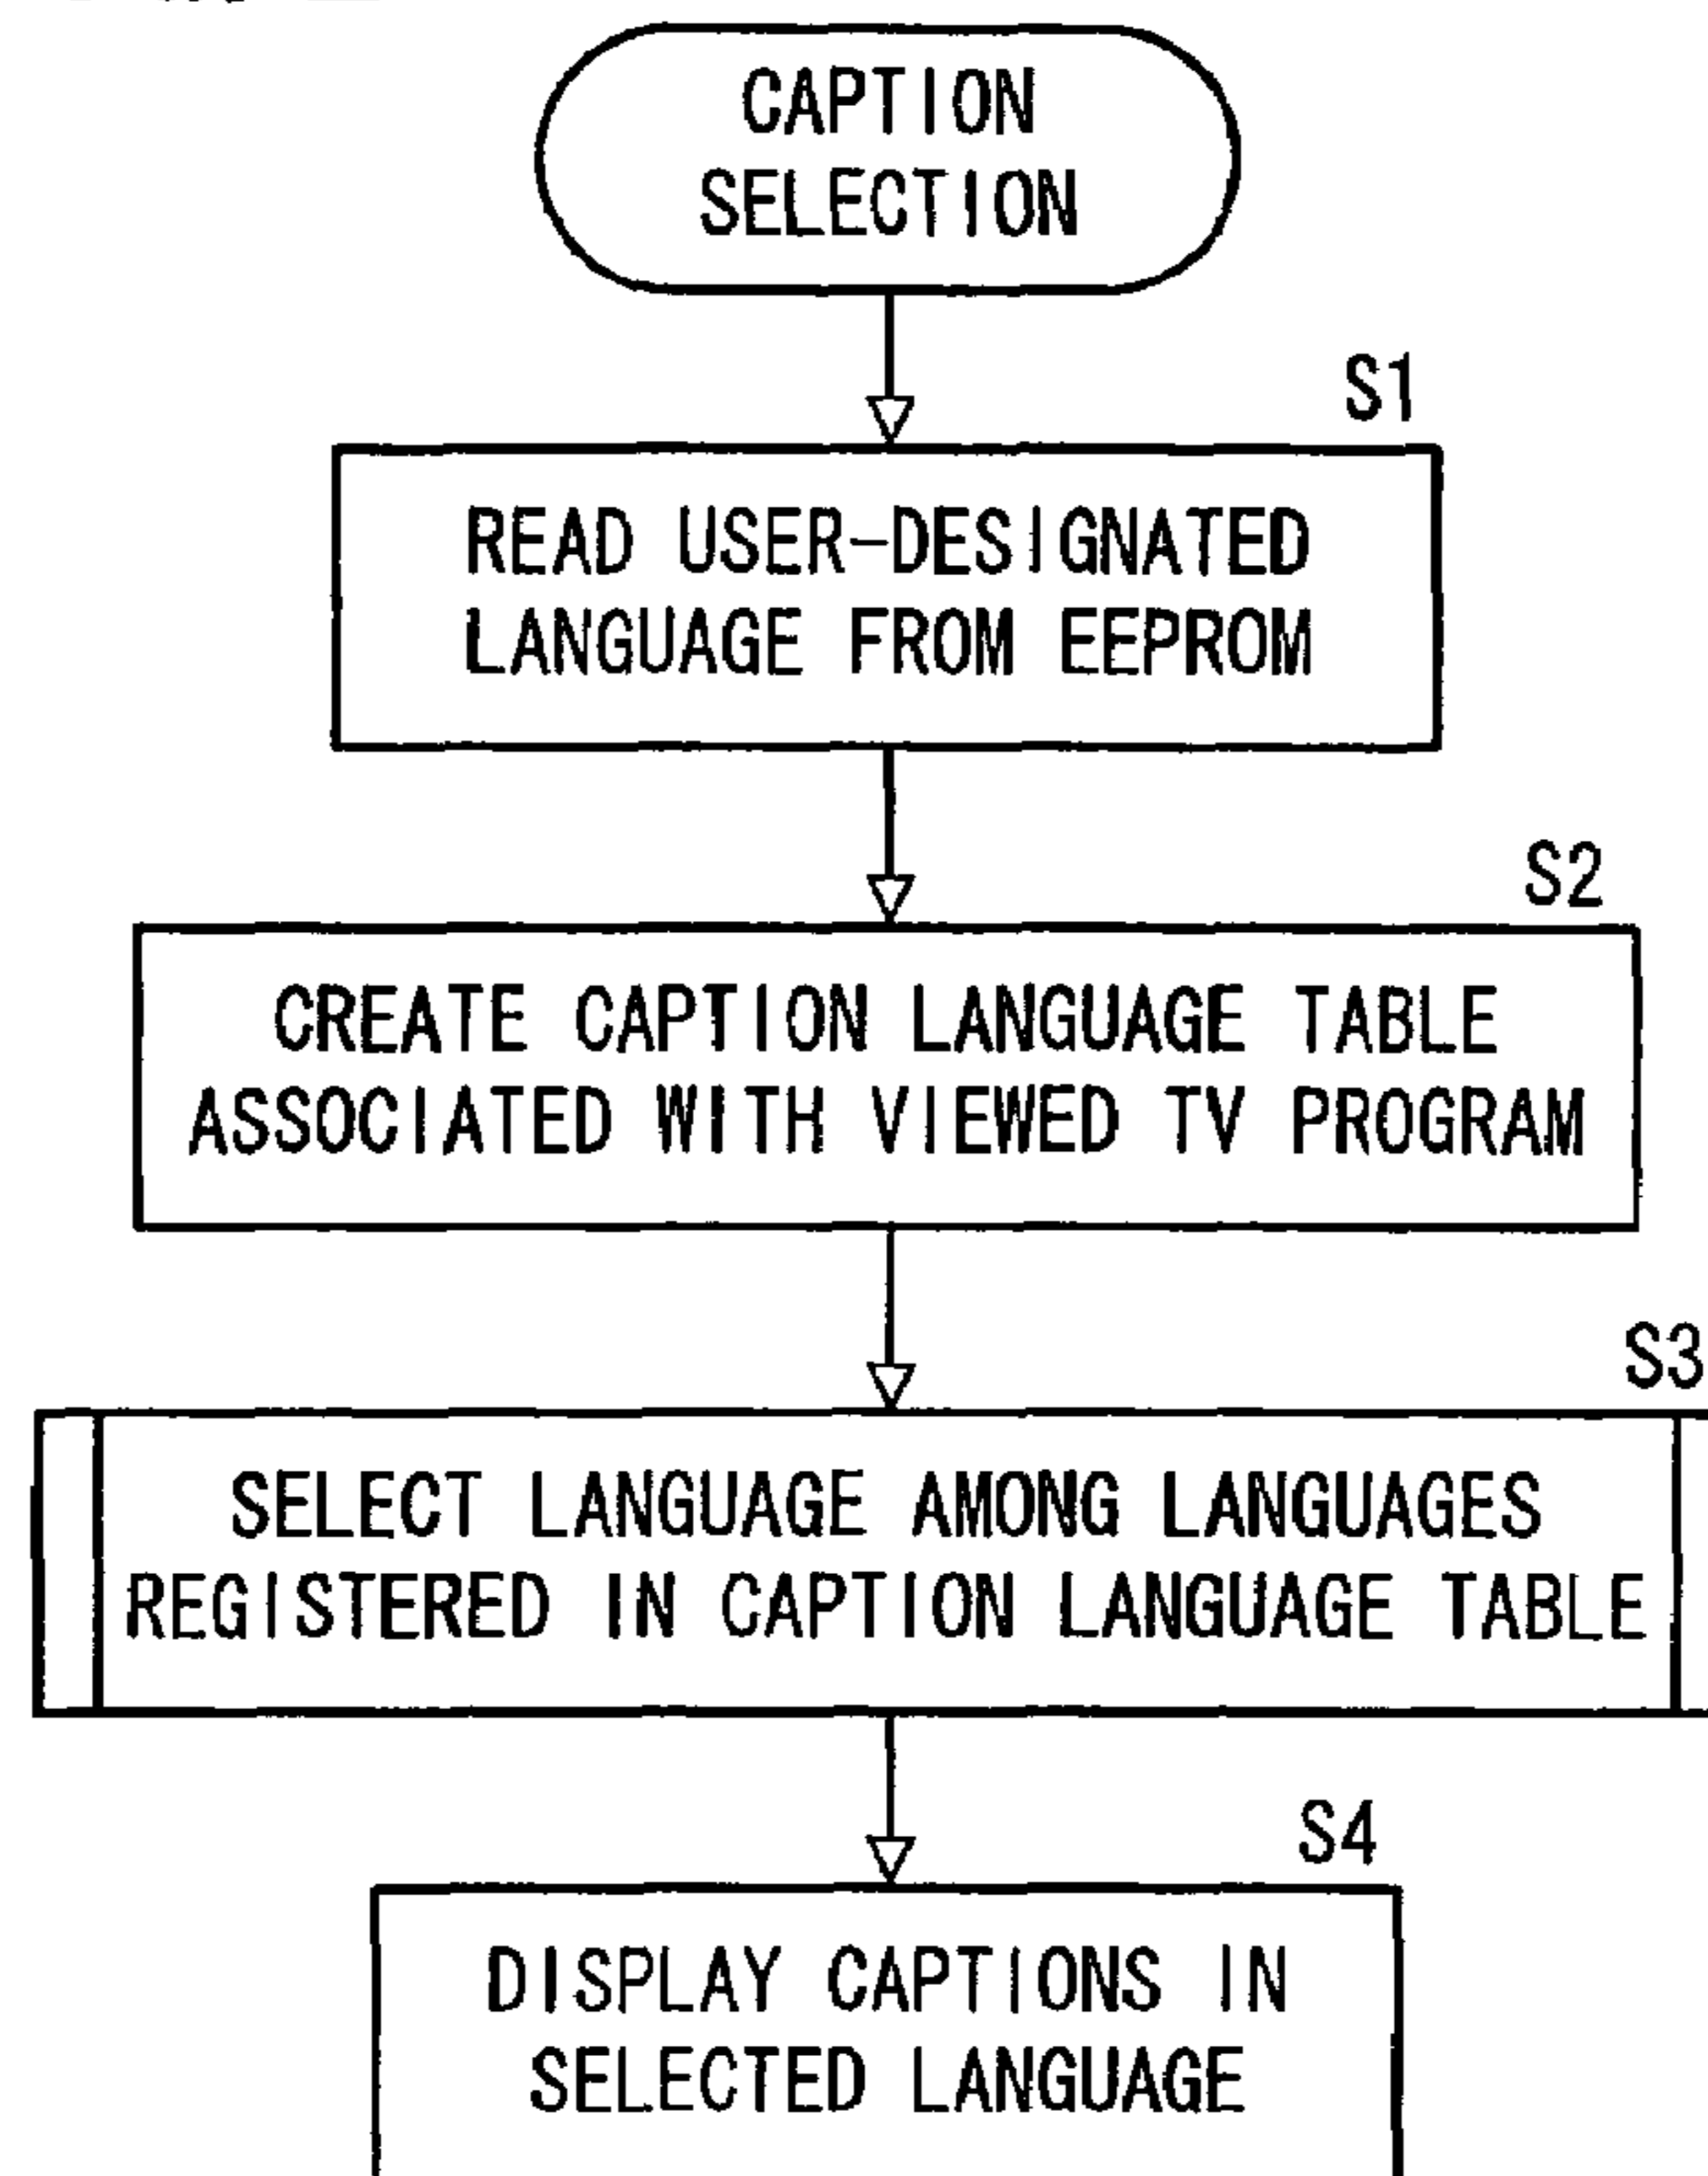 CAPTION
SELECTION
S1
READ USER-DESIGNATED
LANGUAGE FROM EEPROM
S2
CREATE CAPTION LANGUAGE TABLE
ASSOCIATED WITH VIEWED TV PROGRAM
S3
SELECT LANGUAGE AMONG LANGUAGES
REGISTERED IN CAPTION LANGUAGE TABLE
S4
DISPLAY CAPTIONS IN
SELECTED LANGUAGE